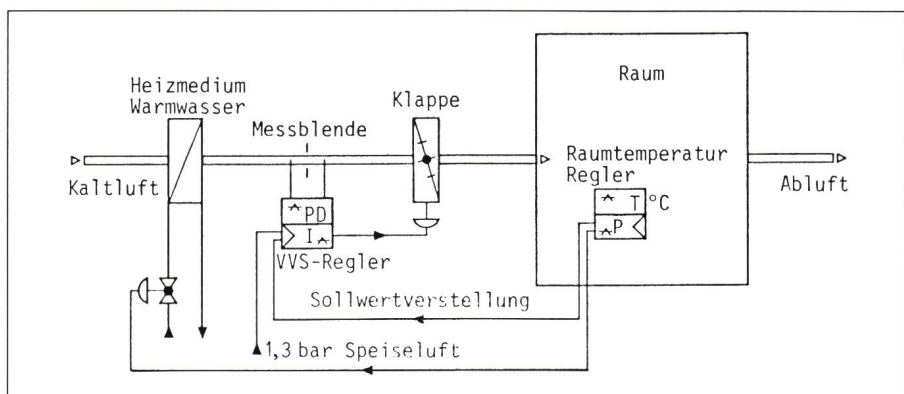 Heizmedium
Warmwasser
Messblende
Klappe
Raum
Kaltluft
PD
I
VVS-Regler
Raumtemperatur
Regler
T °C
P
Abluft
Sollwertverstellung
1,3 bar Speiseluft